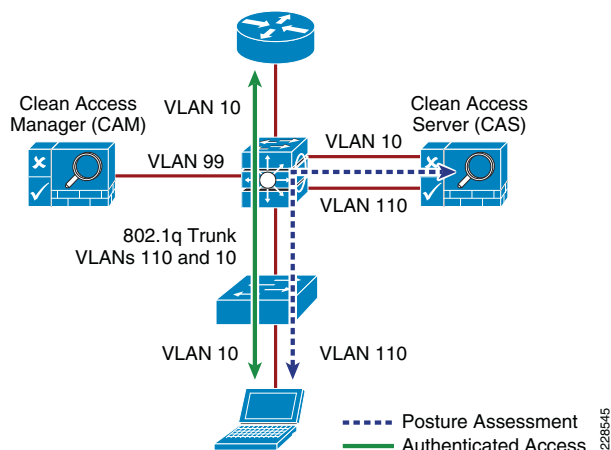 VLAN 10
Clean Access
Manager (CAM)
Clean Access
Server (CAS)
VLAN 10
VLAN 99
VLAN 110
802.1q Trunk
VLANs 110 and 10
VLAN 10
VLAN 110
Posture Assessment
Authenticated Access
228545